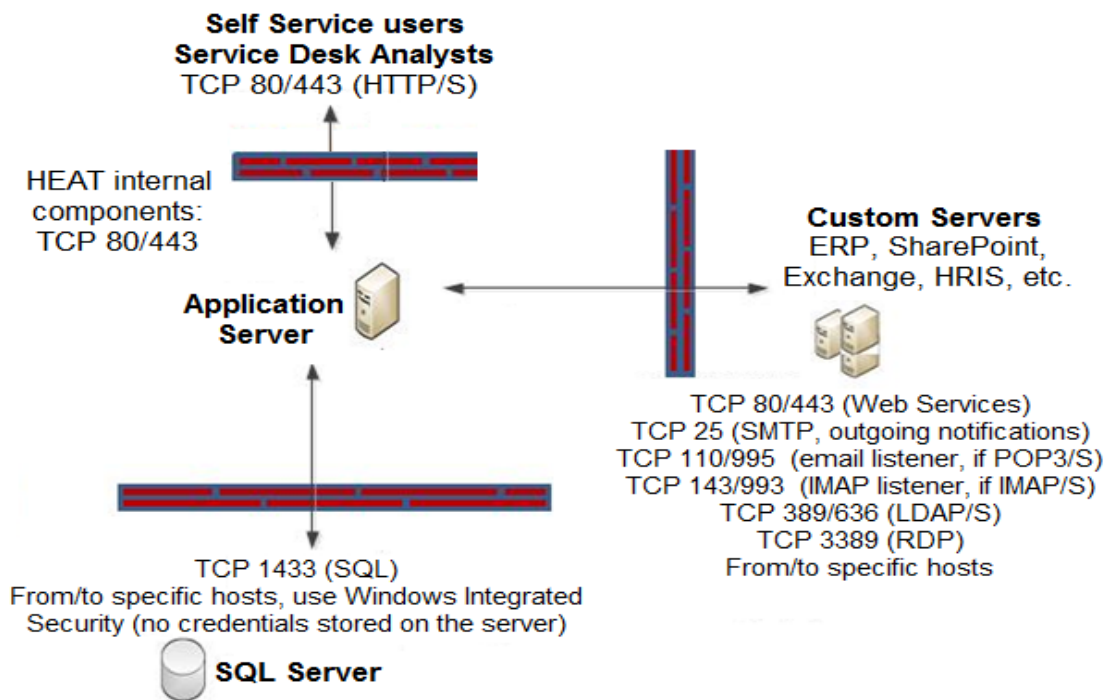 Self Service users
Service Desk Analysts
TCP 80/443 (HTTP/S)
HEAT internal
components:
TCP 80/443
Application
Server
Custom Servers
ERP, SharePoint,
Exchange, HRIS, etc.
TCP 80/443 (Web Services)
TCP 25 (SMTP, outgoing notifications)
TCP 110/995 (email listener, if POP3/S)
TCP 143/993 (IMAP listener, if IMAP/S)
TCP 389/636 (LDAP/S)
TCP 3389 (RDP)
From/to specific hosts
TCP 1433 (SQL)
From/to specific hosts, use Windows Integrated
Security (no credentials stored on the server)
SQL Server